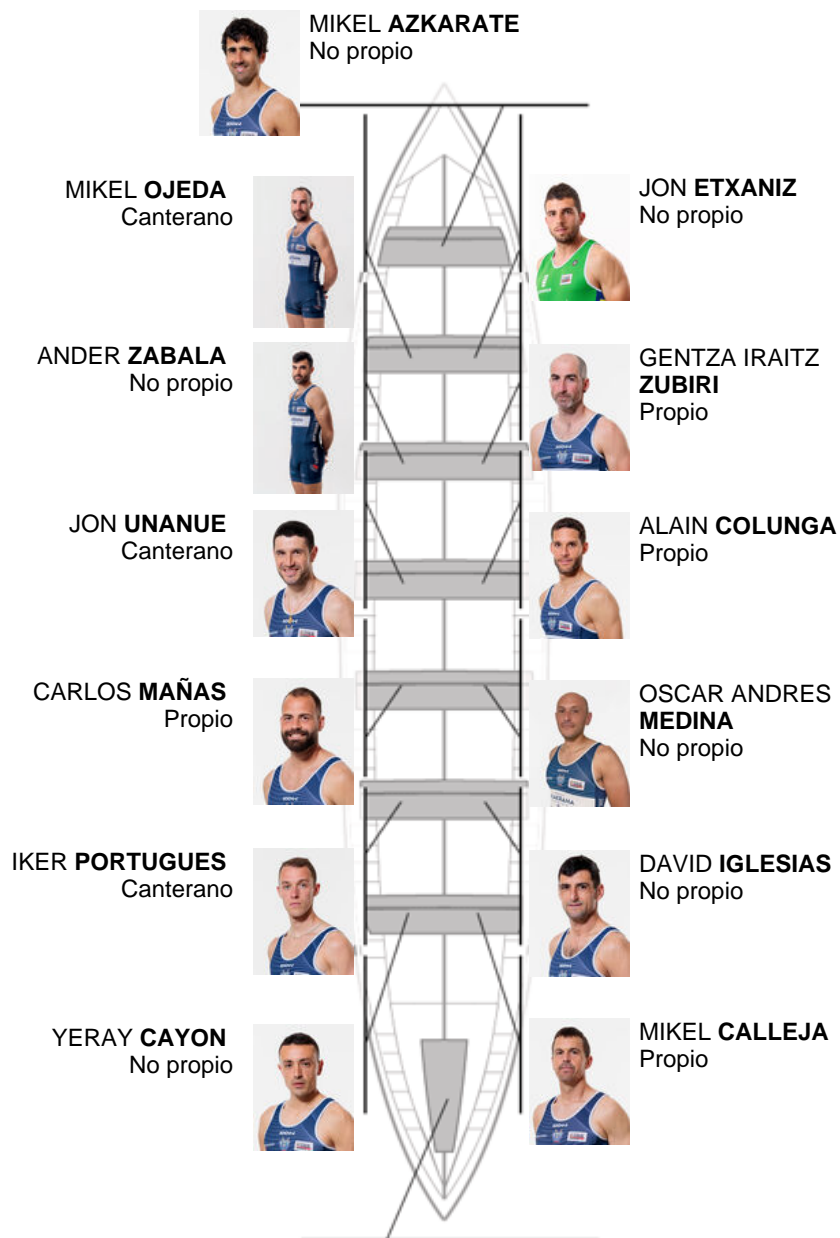 MIKEL AZKARATE
No propio
MIKEL OJEDA
Canterano
JON ETXANIZ
No propio
ANDER ZABALA
No propio
GENTZA IRAITZ
ZUBIRI
Propio
JON UNANUE
Canterano
ALAIN COLUNGA
Propio
CARLOS MAÑAS
Propio
OSCAR ANDRES
MEDINA
No propio
IKER PORTUGUES
Canterano
DAVID IGLESIAS
No propio
YERAY CAYON
No propio
MIKEL CALLEJA
Propio